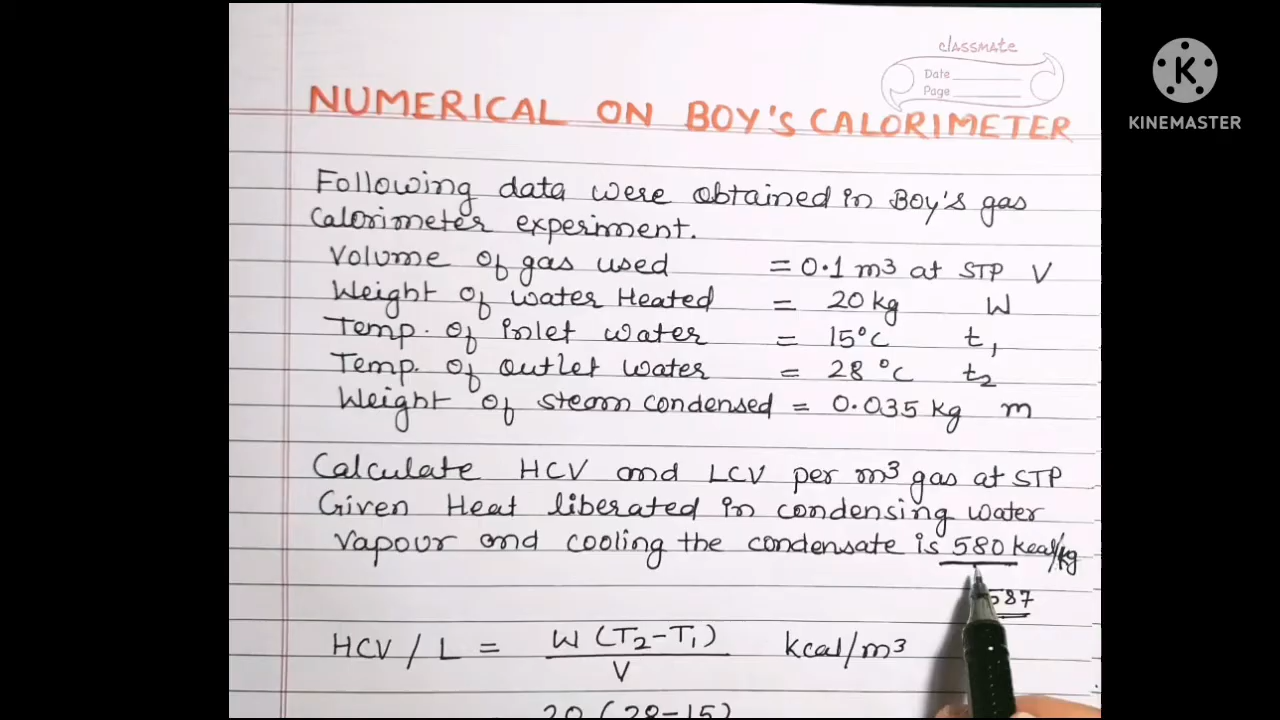 classmate
Date
Page
K
KINEMASTER
NUMERICAL ON BOY'S CALORIMETER
Following data were obtained in Boy's gas
Calorimeter experiment.
Volume of gas used = 0.1 m³ at STP V
Weight of water Heated = 20 kg W
Temp. of inlet water = 15°C t₁
Temp. of outlet water = 28 °C t₂
Weight of steam condensed = 0.035 kg m
Calculate HCV and LCV per m³ gas at STP
Given Heat liberated in condensing water
vapour and cooling the condensate is 580 kcal/kg
587
HCV / L = W (T₂-T₁) / V kcal/m³
20 (28-15)